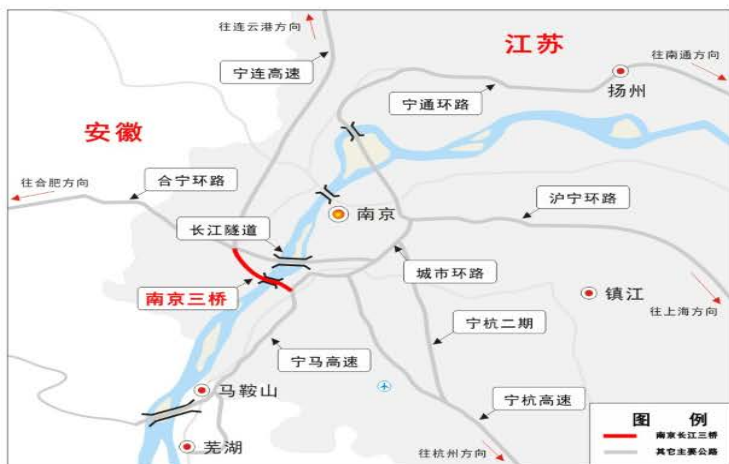 往连云港方向
江苏
往南通方向
宁连高速
扬州
宁通环路
安徽
往合肥方向
合宁环路
沪宁环路
南京
长江隧道
城市环路
南京三桥
镇江
往上海方向
宁杭二期
宁马高速
马鞍山
宁杭高速
芜湖
往杭州方向
图 例
南京长江三桥
其它主要公路